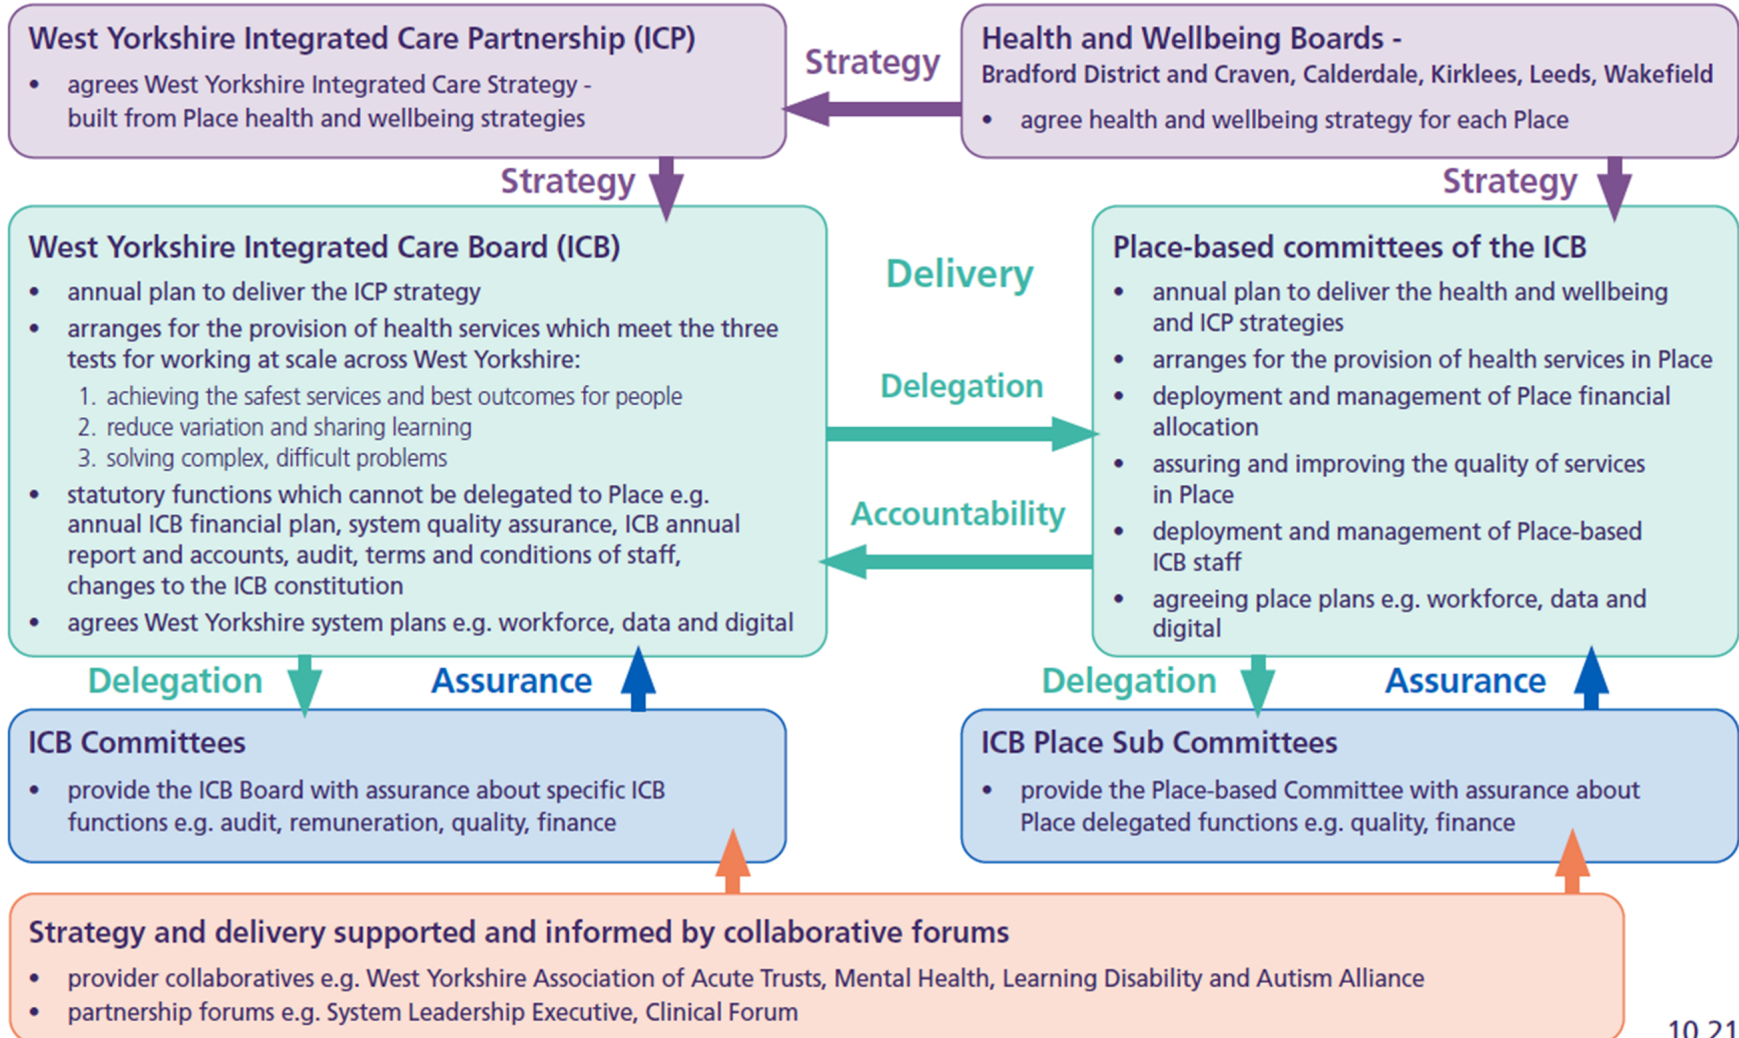 West Yorkshire Integrated Care Partnership (ICP)
• agrees West Yorkshire Integrated Care Strategy -
built from Place health and wellbeing strategies
Strategy
Health and Wellbeing Boards -
Bradford District and Craven, Calderdale, Kirklees, Leeds, Wakefield
• agree health and wellbeing strategy for each Place
Strategy
Strategy
West Yorkshire Integrated Care Board (ICB)
• annual plan to deliver the ICP strategy
• arranges for the provision of health services which meet the three
tests for working at scale across West Yorkshire:
1. achieving the safest services and best outcomes for people
2. reduce variation and sharing learning
3. solving complex, difficult problems
• statutory functions which cannot be delegated to Place e.g.
annual ICB financial plan, system quality assurance, ICB annual
report and accounts, audit, terms and conditions of staff,
changes to the ICB constitution
• agrees West Yorkshire system plans e.g. workforce, data and digital
Delivery
Delegation
Accountability
Place-based committees of the ICB
• annual plan to deliver the health and wellbeing
and ICP strategies
• arranges for the provision of health services in Place
• deployment and management of Place financial
allocation
• assuring and improving the quality of services
in Place
• deployment and management of Place-based
ICB staff
• agreeing place plans e.g. workforce, data and
digital
Delegation
Assurance
Delegation
Assurance
ICB Committees
• provide the ICB Board with assurance about specific ICB
functions e.g. audit, remuneration, quality, finance
ICB Place Sub Committees
• provide the Place-based Committee with assurance about
Place delegated functions e.g. quality, finance
Strategy and delivery supported and informed by collaborative forums
• provider collaboratives e.g. West Yorkshire Association of Acute Trusts, Mental Health, Learning Disability and Autism Alliance
• partnership forums e.g. System Leadership Executive, Clinical Forum
10.21